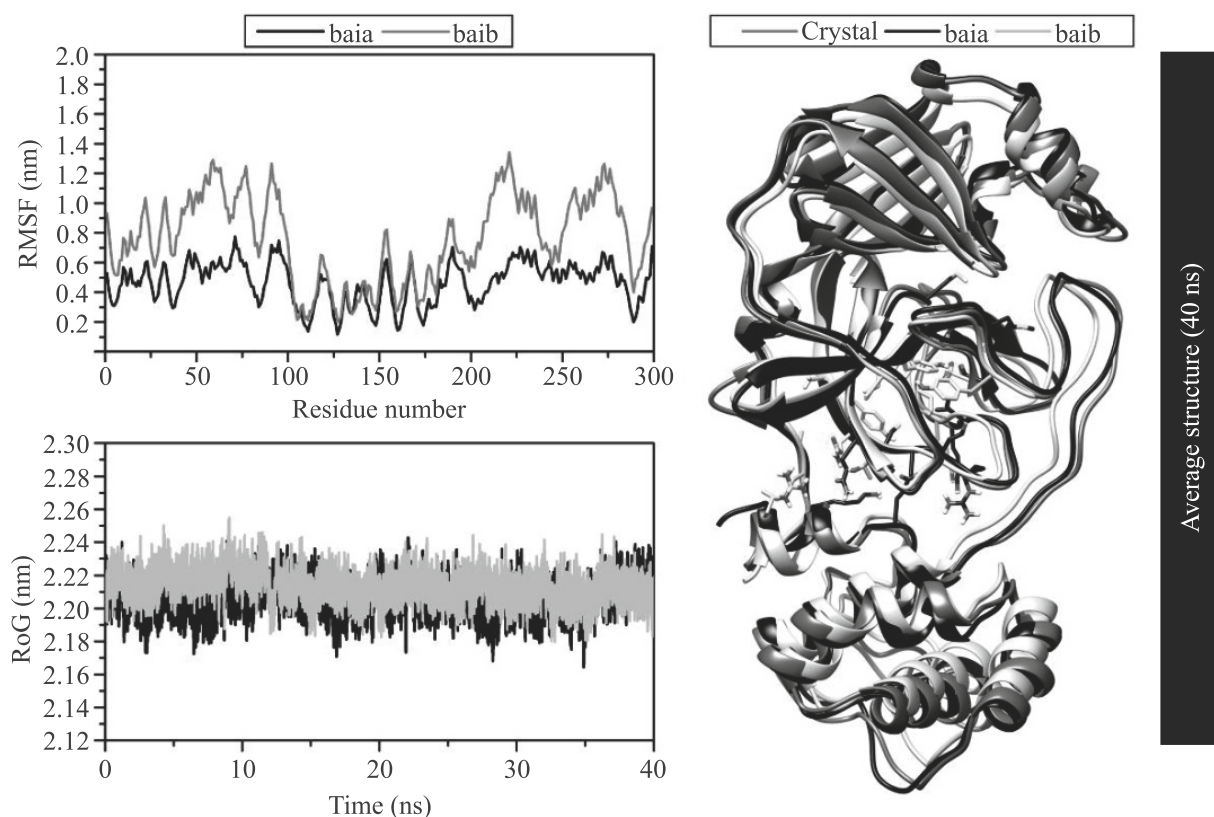 baia baib
2.0
1.8
1.6
1.4
1.2
1.0
0.8
0.6
0.4
0.2
RMSF (nm)
0 50 100 150 200 250 300
Residue number
2.30
2.28
2.26
2.24
2.22
2.20
2.18
2.16
2.14
2.12
RoG (nm)
0 10 20 30 40
Time (ns)
Crystal baia baib
Average structure (40 ns)